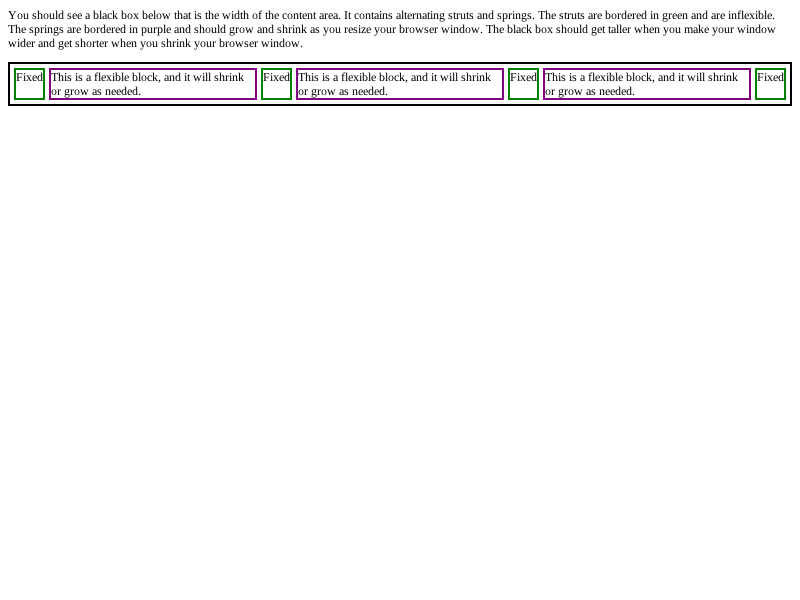 You should see a black box below that is the width of the content area. It contains alternating struts and springs. The struts are bordered in green and are inflexible.
The springs are bordered in purple and should grow and shrink as you resize your browser window. The black box should get taller when you make your window
wider and get shorter when you shrink your browser window.
Fixed
This is a flexible block, and it will shrink
or grow as needed.
Fixed
This is a flexible block, and it will shrink
or grow as needed.
Fixed
This is a flexible block, and it will shrink
or grow as needed.
Fixed